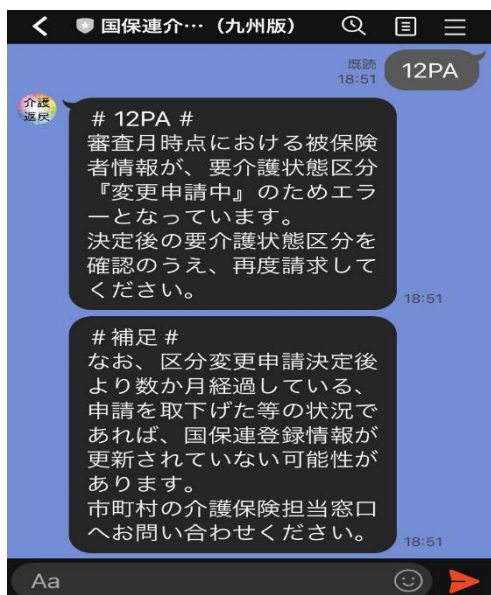 国保連介…（九州版）
既読
18:51
12PA
介護
返戻
# 12PA #
審査月時点における被保険
者情報が、要介護状態区分
『変更申請中』のためエラ
ーとなっています。
決定後の要介護状態区分を
確認のうえ、再度請求して
ください。
18:51
# 補足 #
なお、区分変更申請決定後
より数か月経過している、
申請を取下げた等の状況で
あれば、国保連登録情報が
更新されていない可能性が
あります。
市町村の介護保険担当窓口
へお問い合わせください。
18:51
Aa